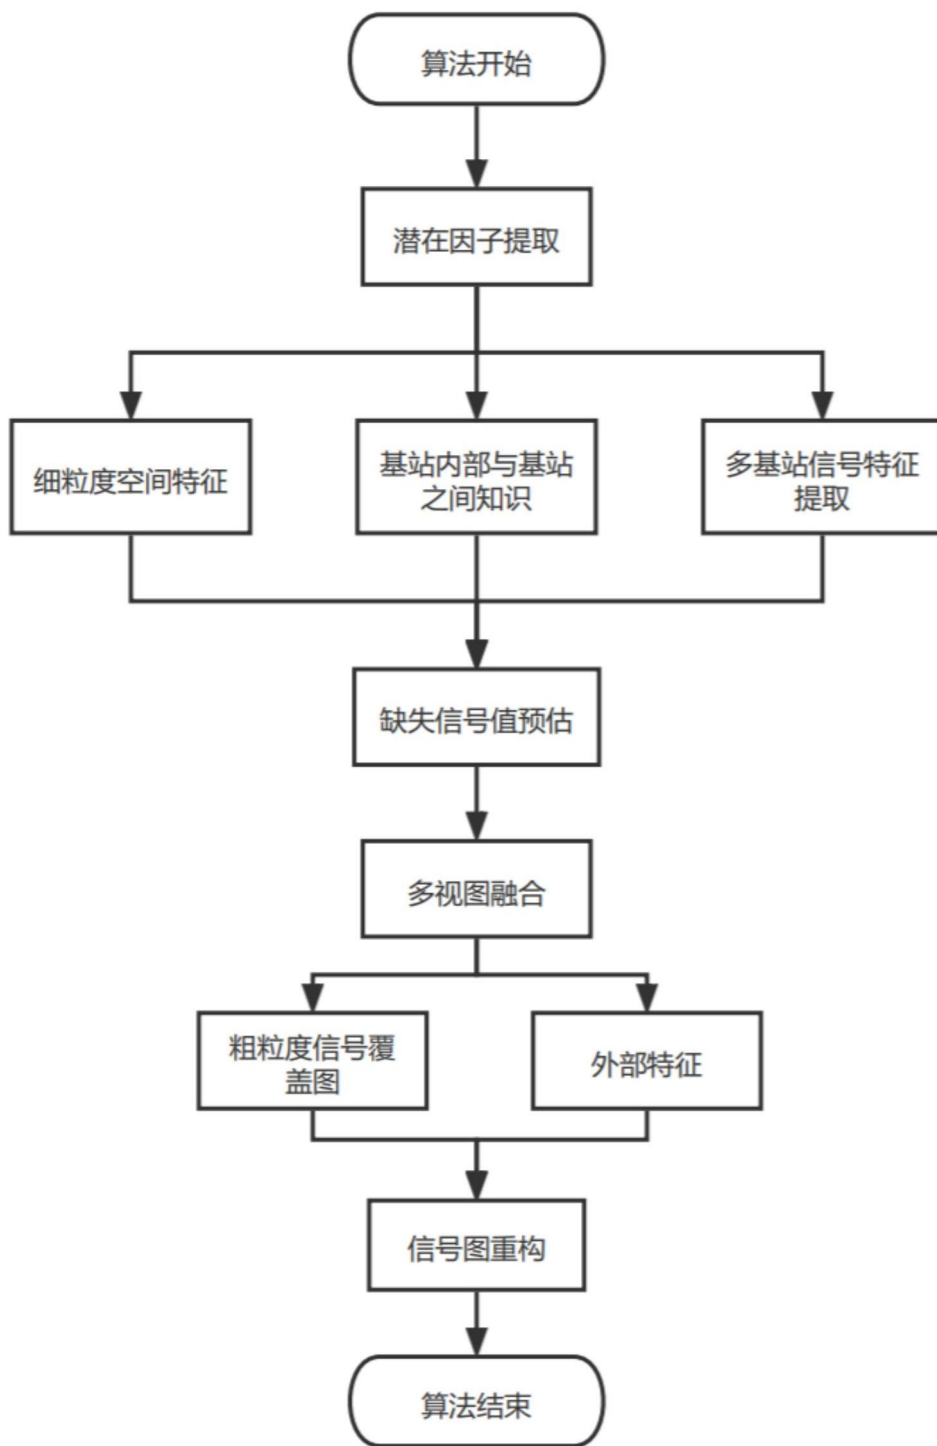 算法开始
潜在因子提取
细粒度空间特征
基站内部与基站
之间知识
多基站信号特征
提取
缺失信号值预估
多视图融合
粗粒度信号覆
盖图
外部特征
信号图重构
算法结束